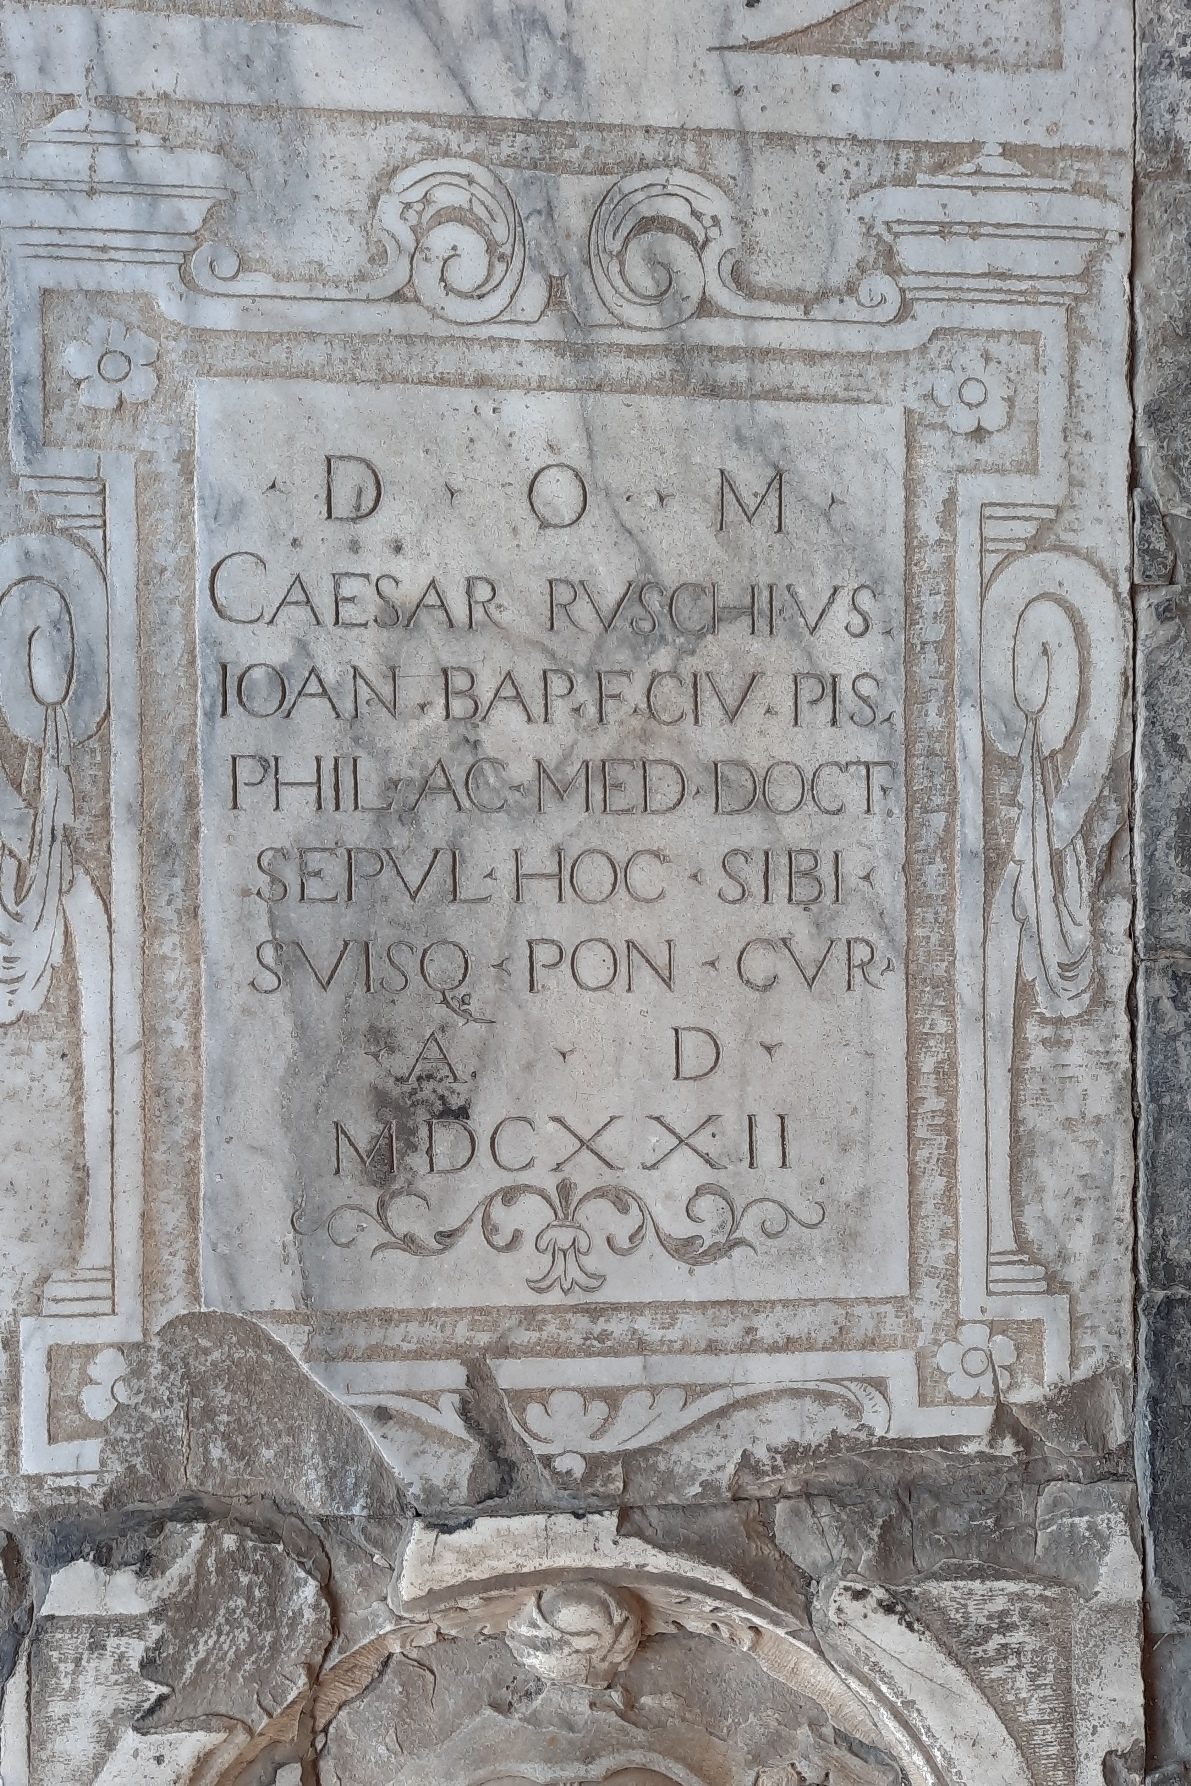 · D · O · M ·
CAESAR RVSCHIVS
IOAN · BAP · F · CIV · PIS ·
PHIL · AC · MED · DOCT ·
SEPVL · HOC · SIBI ·
SVISQ · PON · CVR ·
· A · D ·
MDCXXII